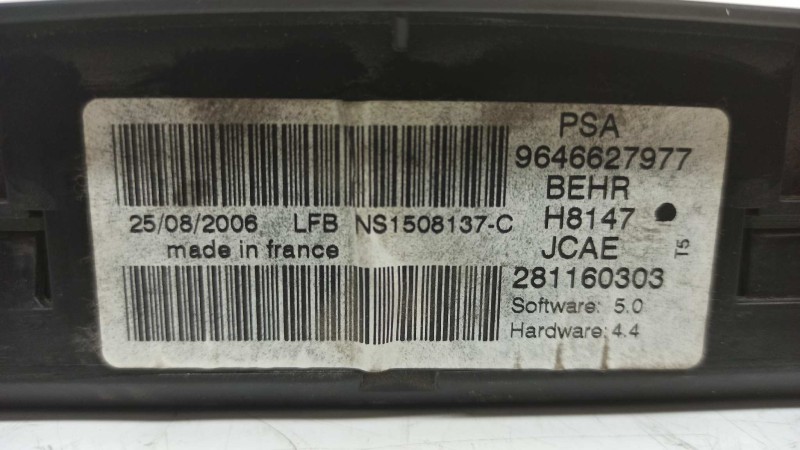 PSA
9646627977
BEHR
25/08/2006 LFB NS1508137-C H8147
made in france JCAE
T5
281160303
Software: 5.0
Hardware: 4.4